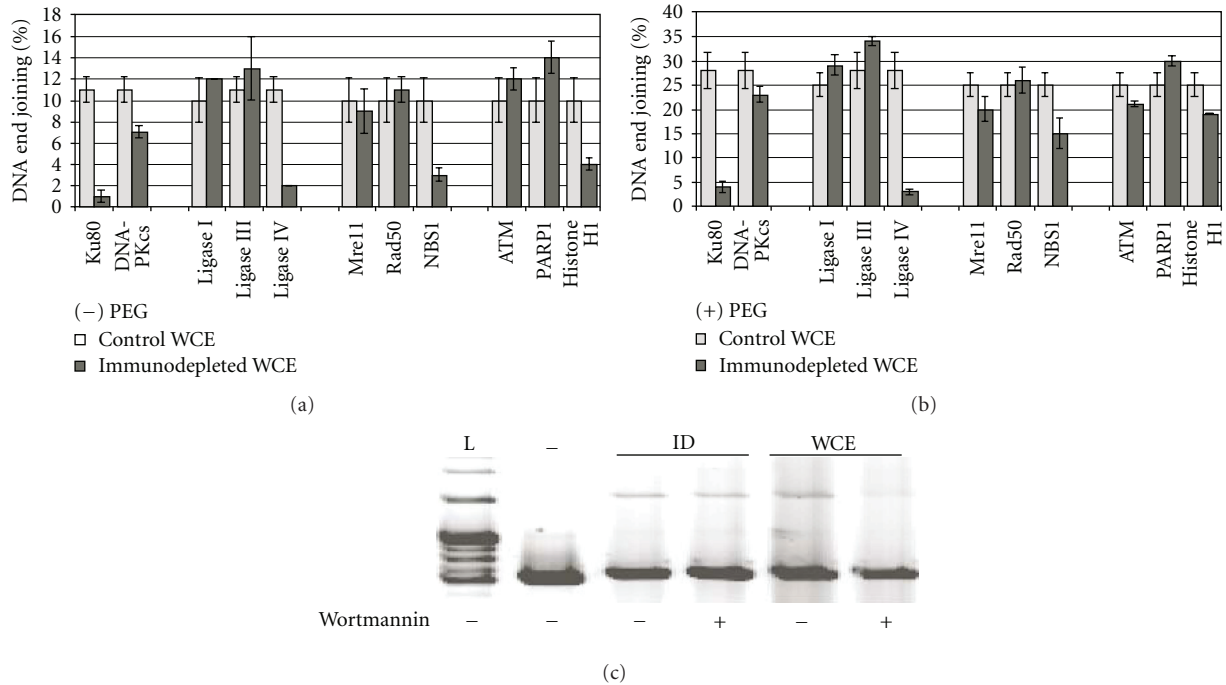 DNA end joining (%)
18
16
14
12
10
8
6
4
2
0
Ku80
DNA-
PKcs
Ligase I
Ligase III
Ligase IV
Mre11
Rad50
NBS1
ATM
PARP1
Histone
H1
(−) PEG
Control WCE
Immunodepleted WCE
(a)
DNA end joining (%)
40
35
30
25
20
15
10
5
0
Ku80
DNA-
PKcs
Ligase I
Ligase III
Ligase IV
Mre11
Rad50
NBS1
ATM
PARP1
Histone
H1
(+) PEG
Control WCE
Immunodepleted WCE
(b)
L − ID WCE
Wortmannin − − − + − +
(c)